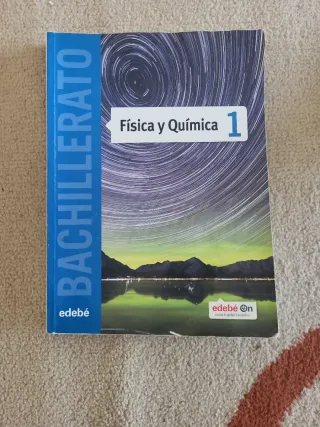 BACHILLERATO
Física y Química 1
edebé
edebé On